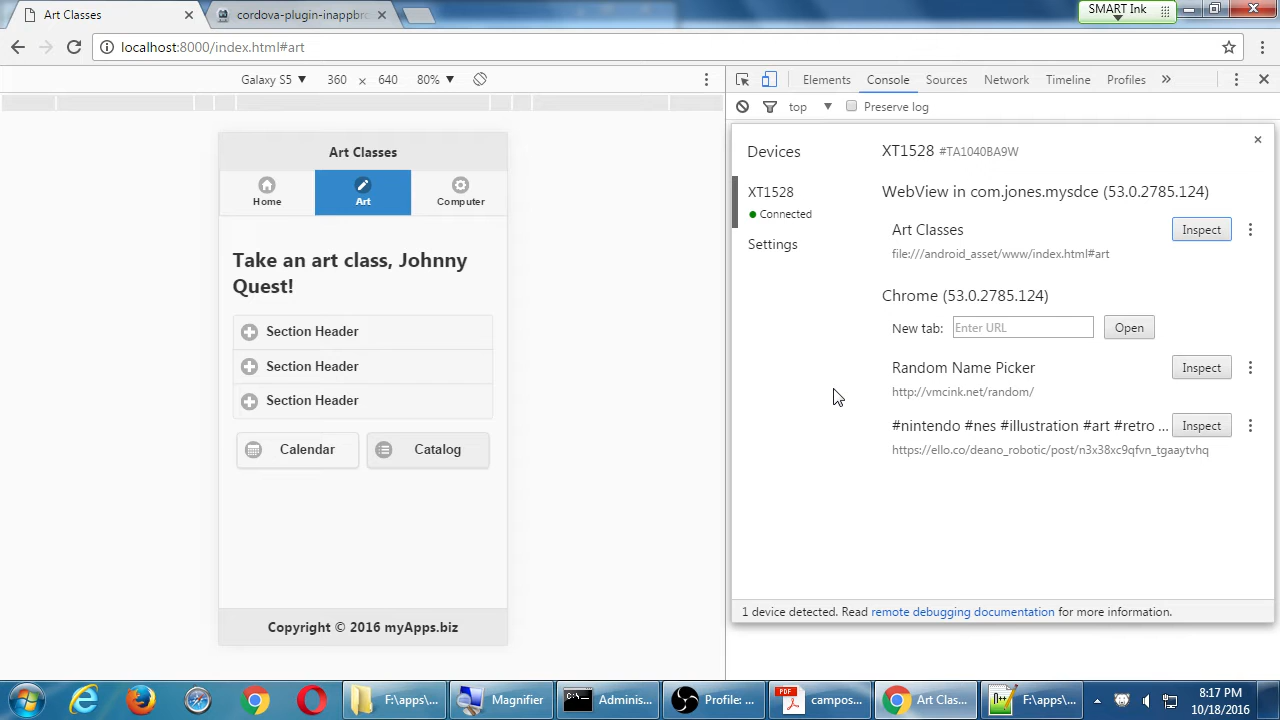 Art Classes
cordova-plugin-inappbro
SMART Ink
localhost:8000/index.html#art
Galaxy S5 ▼ 360 × 640 80% ▼
Elements Console Sources Network Timeline Profiles »
top ▼ Preserve log
Art Classes
Home Art Computer
Take an art class, Johnny
Quest!
Section Header
Section Header
Section Header
Calendar Catalog
Copyright © 2016 myApps.biz
Devices
XT1528
Connected
Settings
XT1528 #TA1040BA9W
WebView in com.jones.mysdce (53.0.2785.124)
Art Classes Inspect
file:///android_asset/www/index.html#art
Chrome (53.0.2785.124)
New tab: Enter URL Open
Random Name Picker Inspect
http://vmcink.net/random/
#nintendo #nes #illustration #art #retro ... Inspect
https://ello.co/deano_robotic/post/n3x38xc9qfvn_tgaaytvhq
1 device detected. Read remote debugging documentation for more information.
F:\apps\... Magnifier Adminis... Profile: ... campos... Art Clas... F:\apps\...
8:17 PM
10/18/2016